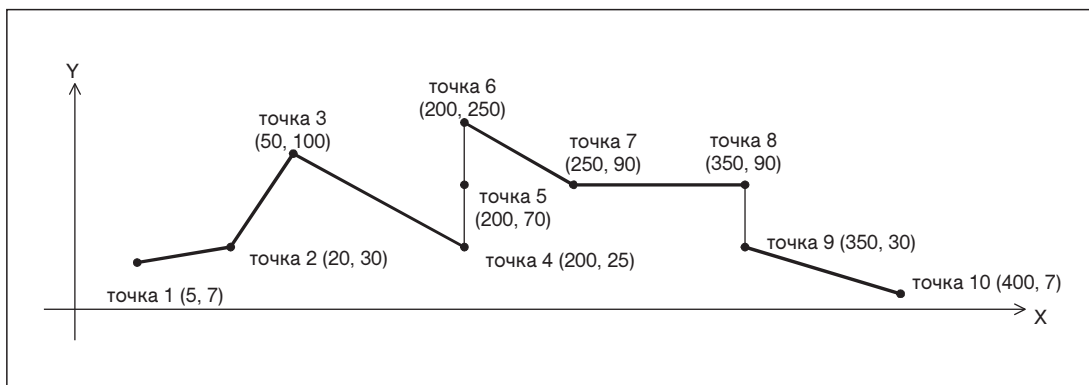 Y
точка 6
(200, 250)
точка 3
(50, 100)
точка 7
(250, 90)
точка 8
(350, 90)
точка 5
(200, 70)
точка 2 (20, 30)
точка 4 (200, 25)
точка 9 (350, 30)
точка 1 (5, 7)
точка 10 (400, 7)
X